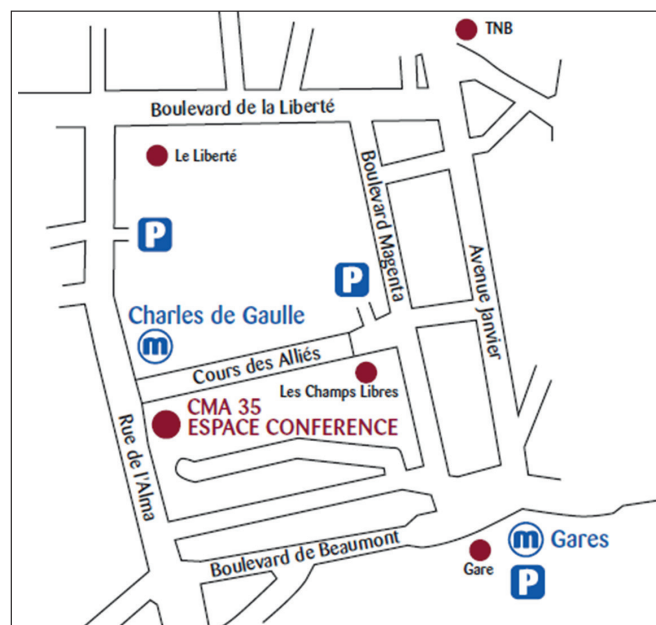 TNB
Boulevard de la Liberté
Le Liberté
Boulevard Magenta
P
P
Avenue Janvier
Charles de Gaulle
m
Cours des Alliés
Les Champs Libres
CMA 35
ESPACE CONFERENCE
Rue de l'Alma
Boulevard de Beaumont
m Gares
Gare
P